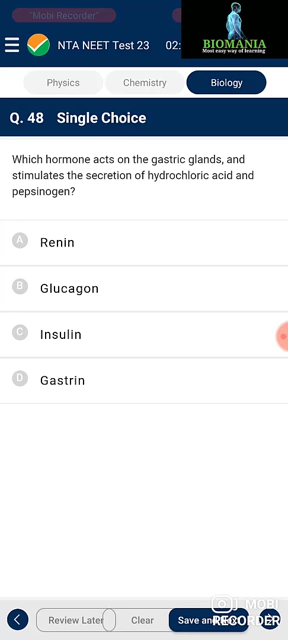 "Mobi Recorder"
NTA NEET Test 23 02:
BIOMANIA
Most easy way of learning
Physics Chemistry Biology
Q. 48 Single Choice
Which hormone acts on the gastric glands, and
stimulates the secretion of hydrochloric acid and
pepsinogen?
A Renin
B Glucagon
C Insulin
D Gastrin
MOBI
Review Later Clear Save and
RECORDER